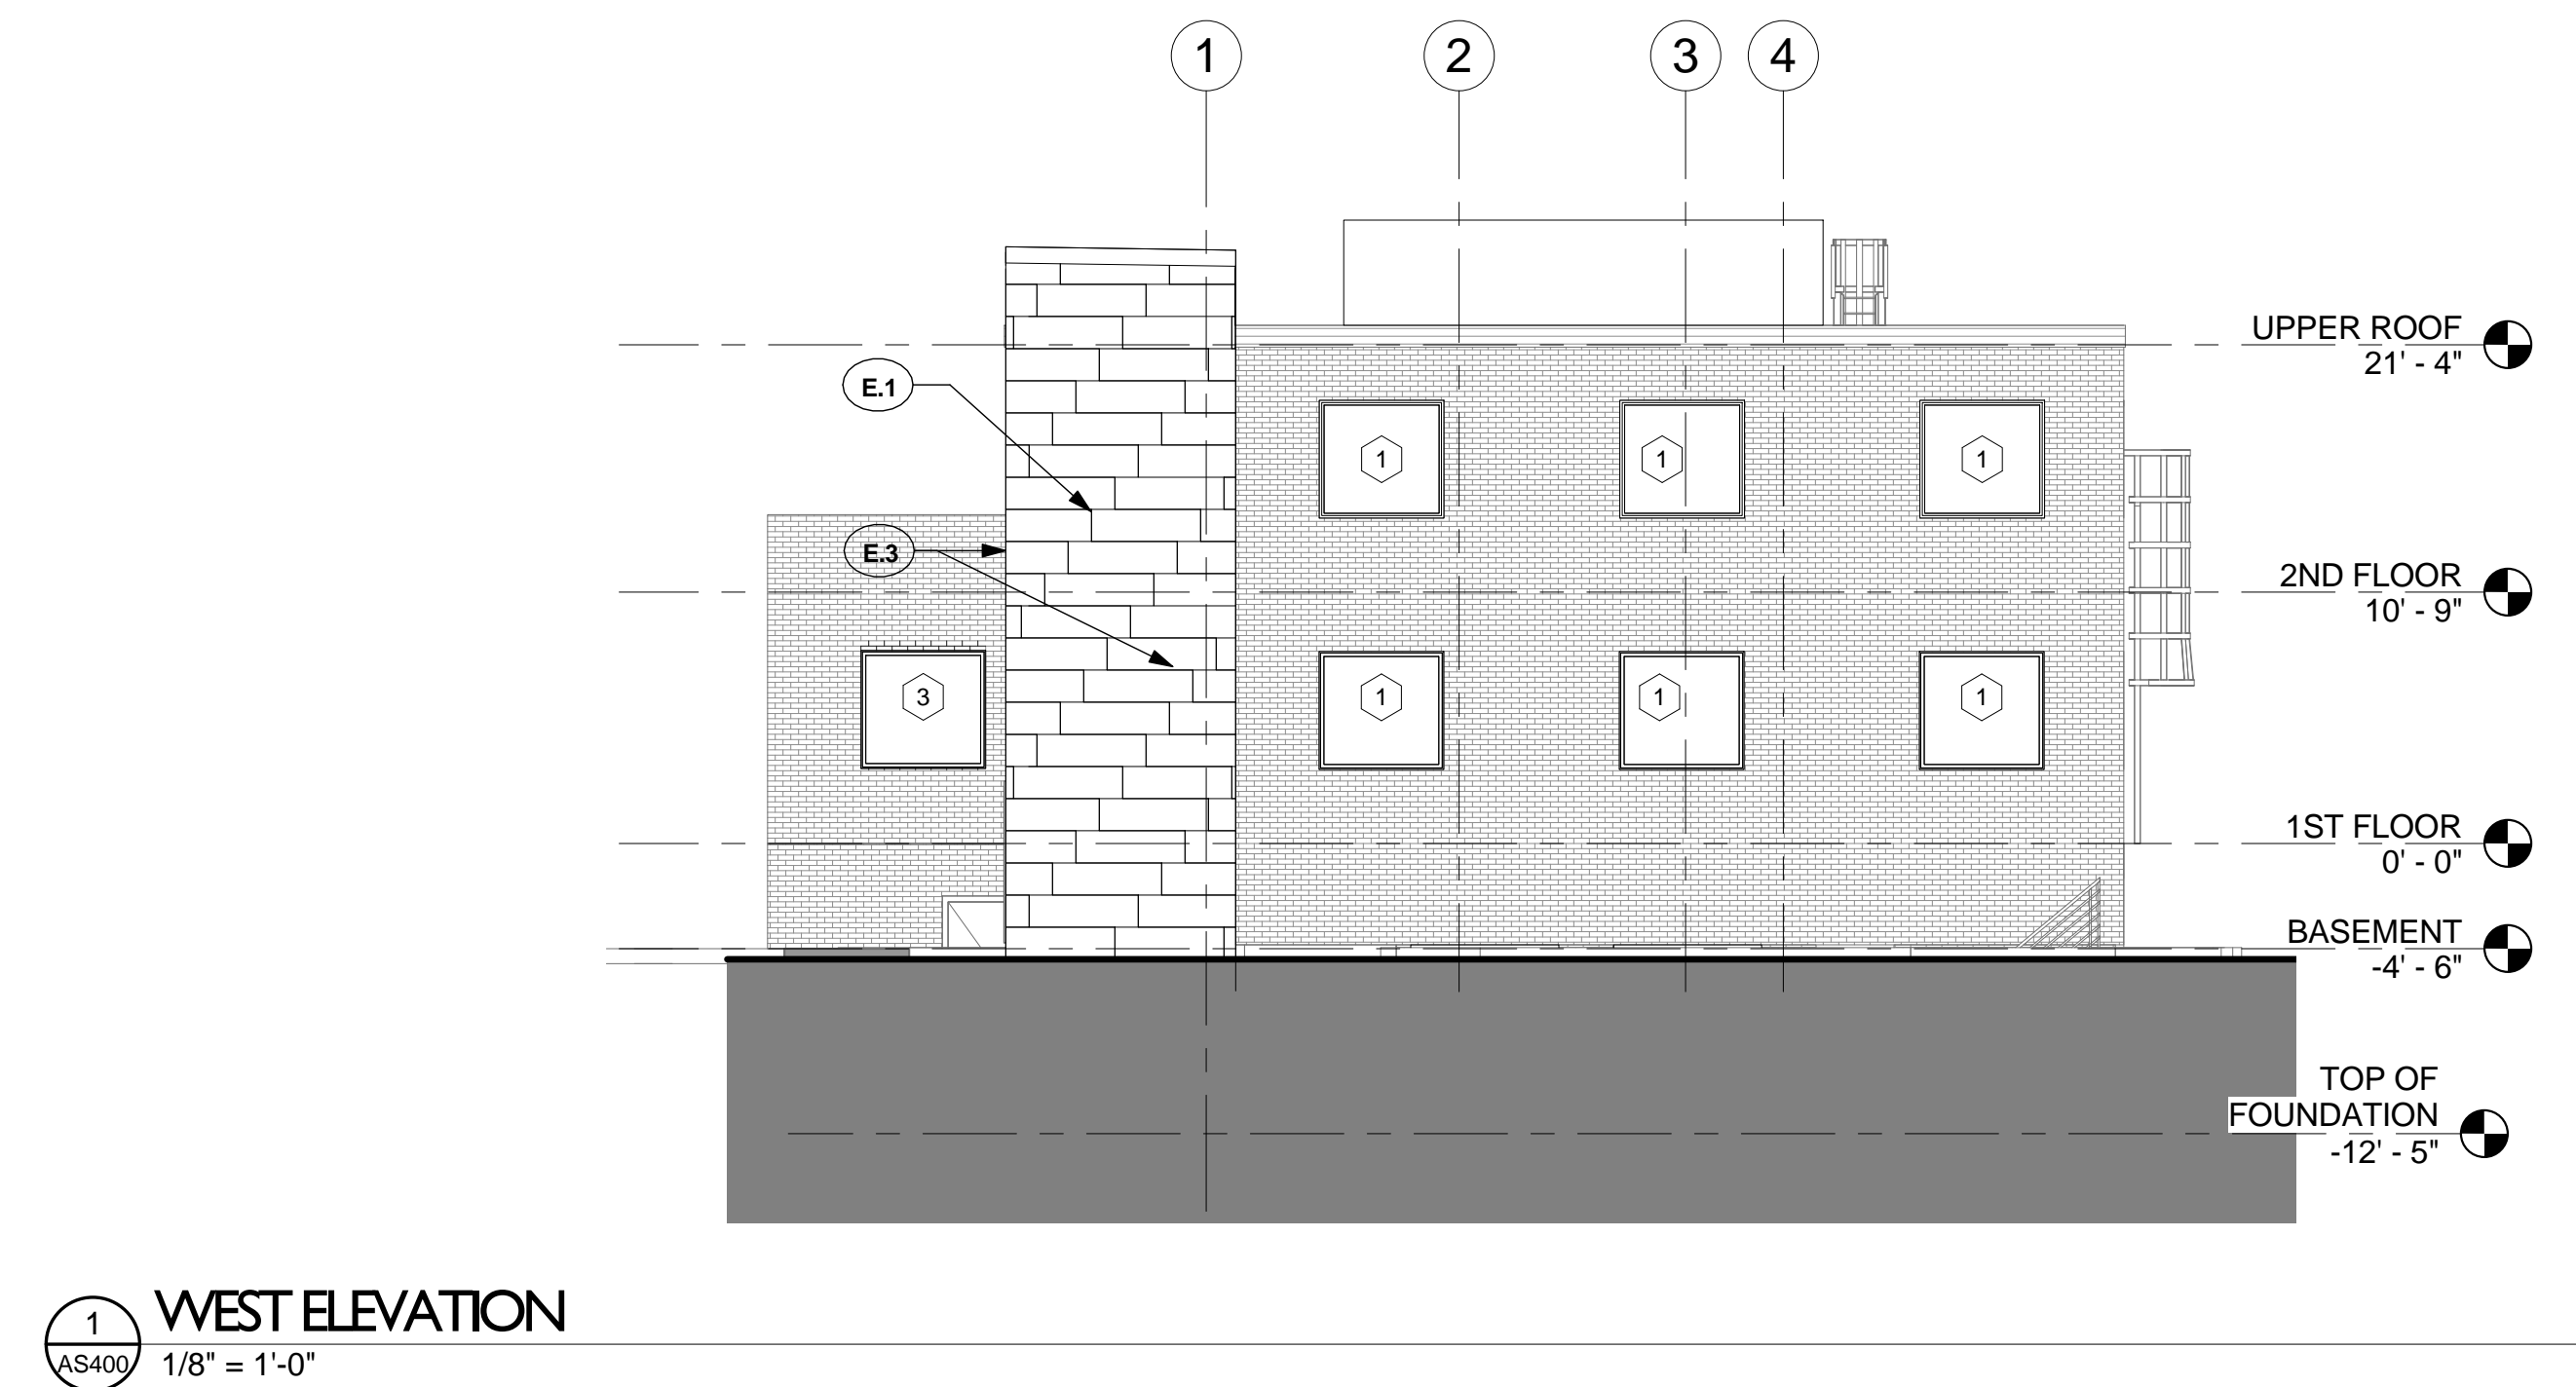 1 2 3 4
UPPER ROOF
21' - 4"
E.1
1 1 1
E.3
2ND FLOOR
10' - 9"
3 1 1 1
1ST FLOOR
0' - 0"
BASEMENT
-4' - 6"
TOP OF
FOUNDATION
-12' - 5"
1
AS400
WEST ELEVATION
1/8" = 1'-0"